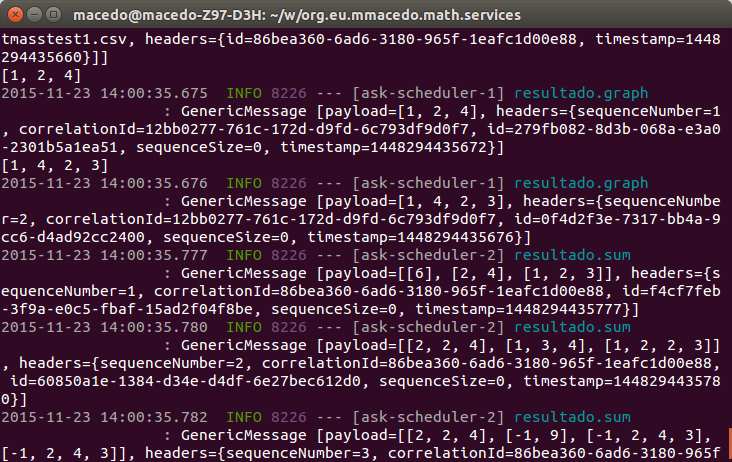 macedo@macedo-Z97-D3H: ~/w/org.eu.mmacedo.math.services
tmasstest1.csv, headers={id=86bea360-6ad6-3180-965f-1eafc1d00e88, timestamp=1448
294435660}]]
[1, 2, 4]
2015-11-23 14:00:35.675  INFO 8226 --- [ask-scheduler-1] resultado.graph
: GenericMessage [payload=[1, 2, 4], headers={sequenceNumber=1
, correlationId=12bb0277-761c-172d-d9fd-6c793df9d0f7, id=279fb082-8d3b-068a-e3a0
-2301b5a1ea51, sequenceSize=0, timestamp=1448294435672}]
[1, 4, 2, 3]
2015-11-23 14:00:35.676  INFO 8226 --- [ask-scheduler-1] resultado.graph
: GenericMessage [payload=[1, 4, 2, 3], headers={sequenceNumbe
r=2, correlationId=12bb0277-761c-172d-d9fd-6c793df9d0f7, id=0f4d2f3e-7317-bb4a-9
cc6-d4ad92cc2400, sequenceSize=0, timestamp=1448294435676}]
2015-11-23 14:00:35.777  INFO 8226 --- [ask-scheduler-2] resultado.sum
: GenericMessage [payload=[[6], [2, 4], [1, 2, 3]], headers={s
equenceNumber=1, correlationId=86bea360-6ad6-3180-965f-1eafc1d00e88, id=f4cf7feb
-3f9a-e0c5-fbaf-15ad2f04f8be, sequenceSize=0, timestamp=1448294435777}]
2015-11-23 14:00:35.780  INFO 8226 --- [ask-scheduler-2] resultado.sum
: GenericMessage [payload=[[2, 2, 4], [1, 3, 4], [1, 2, 2, 3]]
, headers={sequenceNumber=2, correlationId=86bea360-6ad6-3180-965f-1eafc1d00e88,
id=60850a1e-1384-d34e-d4df-6e27bec612d0, sequenceSize=0, timestamp=144829443578
0}]
2015-11-23 14:00:35.782  INFO 8226 --- [ask-scheduler-2] resultado.sum
: GenericMessage [payload=[[2, 2, 4], [-1, 9], [-1, 2, 4, 3],
[-1, 2, 4, 3]], headers={sequenceNumber=3, correlationId=86bea360-6ad6-3180-965f